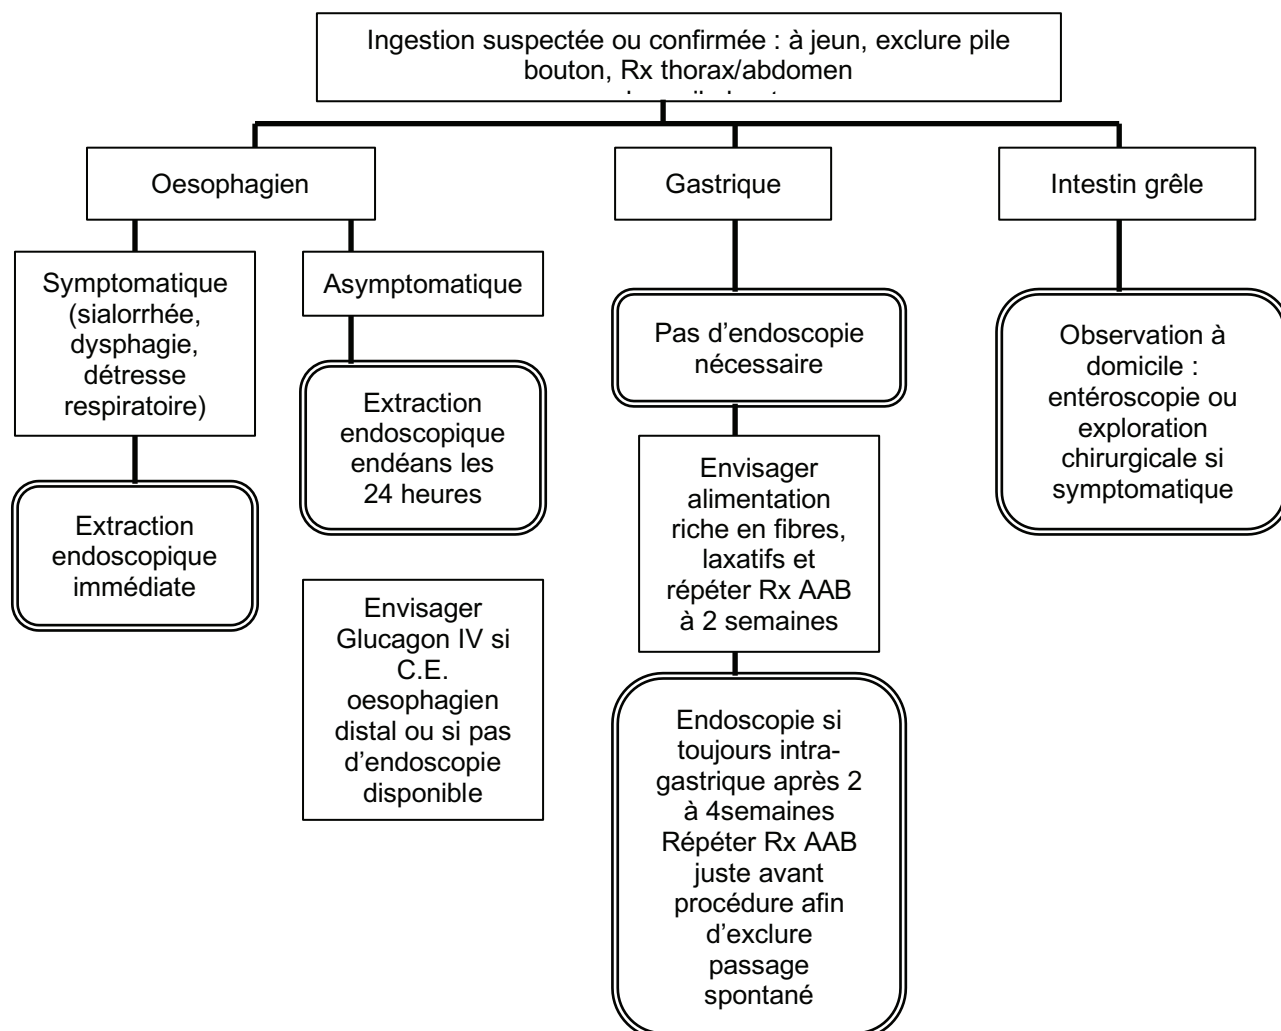 Ingestion suspectée ou confirmée : à jeun, exclure pile
bouton, Rx thorax/abdomen
Oesophagien
Gastrique
Intestin grêle
Symptomatique
(sialorrhée,
dysphagie,
détresse
respiratoire)
Asymptomatique
Extraction
endoscopique
immédiate
Extraction
endoscopique
endéans les
24 heures
Envisager
Glucagon IV si
C.E.
oesophagien
distal ou si pas
d’endoscopie
disponible
Pas d’endoscopie
nécessaire
Envisager
alimentation
riche en fibres,
laxatifs et
répéter Rx AAB
à 2 semaines
Endoscopie si
toujours intra-
gastrique après 2
à 4semaines
Répéter Rx AAB
juste avant
procédure afin
d’exclure
passage
spontané
Observation à
domicile :
entéroscopie ou
exploration
chirurgicale si
symptomatique